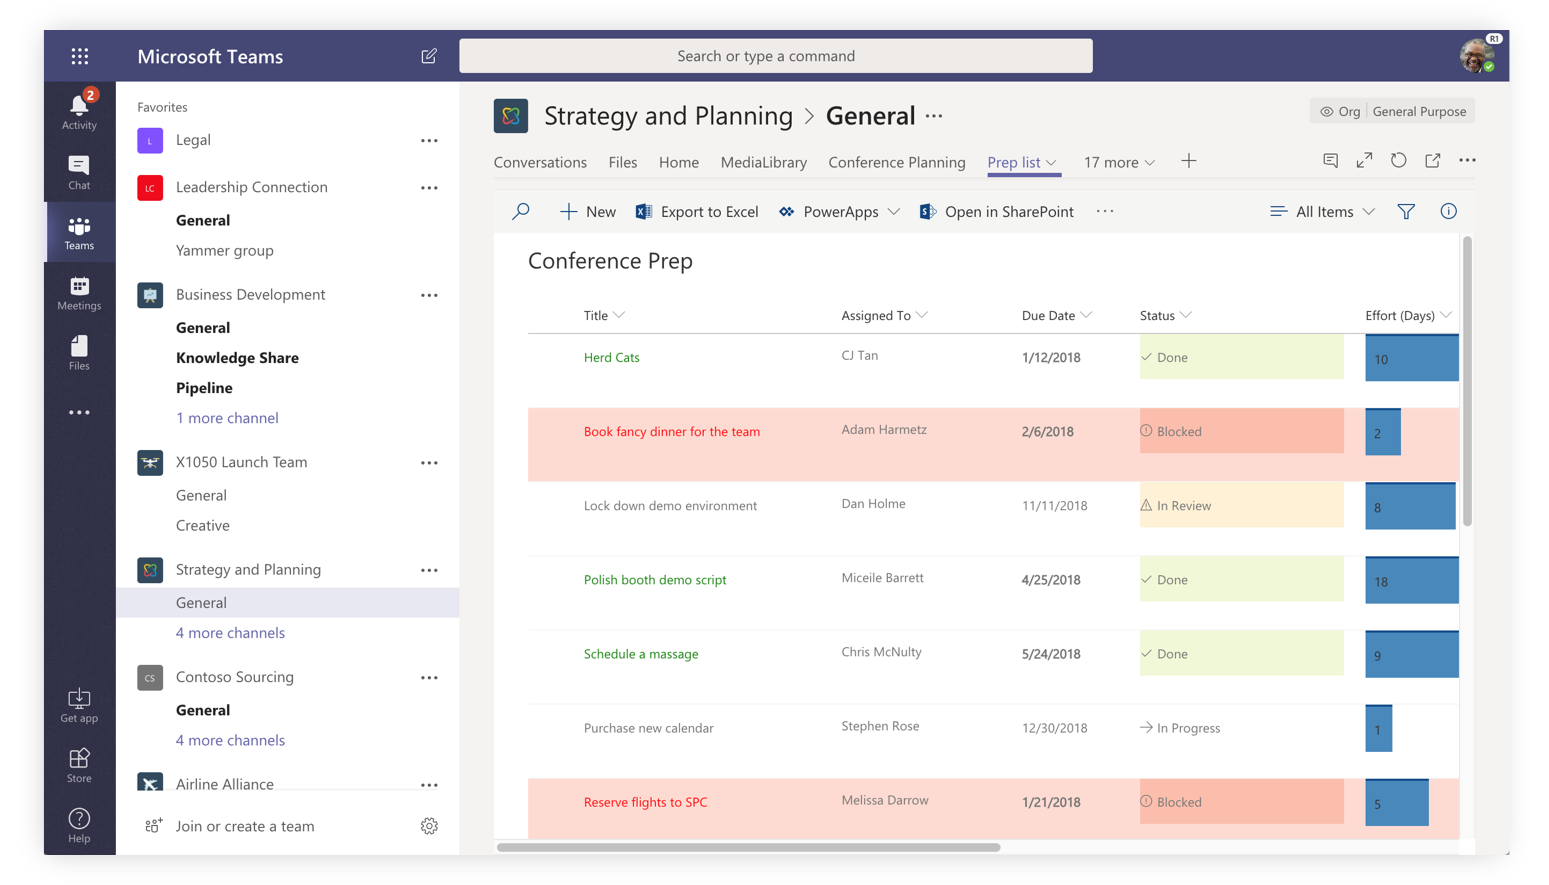 Microsoft Teams
Search or type a command
R1
2
Activity
Chat
Teams
Meetings
Files
Get app
Store
Help
Favorites
L Legal
LC Leadership Connection
General
Yammer group
Business Development
General
Knowledge Share
Pipeline
1 more channel
X1050 Launch Team
General
Creative
Strategy and Planning
General
4 more channels
CS Contoso Sourcing
General
4 more channels
Airline Alliance
Join or create a team
Strategy and Planning > General ...
Org | General Purpose
Conversations Files Home MediaLibrary Conference Planning Prep list 17 more +
+ New Export to Excel PowerApps Open in SharePoint ... All Items
Conference Prep
Title Assigned To Due Date Status Effort (Days)
Herd Cats CJ Tan 1/12/2018 Done 10
Book fancy dinner for the team Adam Harmetz 2/6/2018 Blocked 2
Lock down demo environment Dan Holme 11/11/2018 In Review 8
Polish booth demo script Miceile Barrett 4/25/2018 Done 18
Schedule a massage Chris McNulty 5/24/2018 Done 9
Purchase new calendar Stephen Rose 12/30/2018 In Progress 1
Reserve flights to SPC Melissa Darrow 1/21/2018 Blocked 5